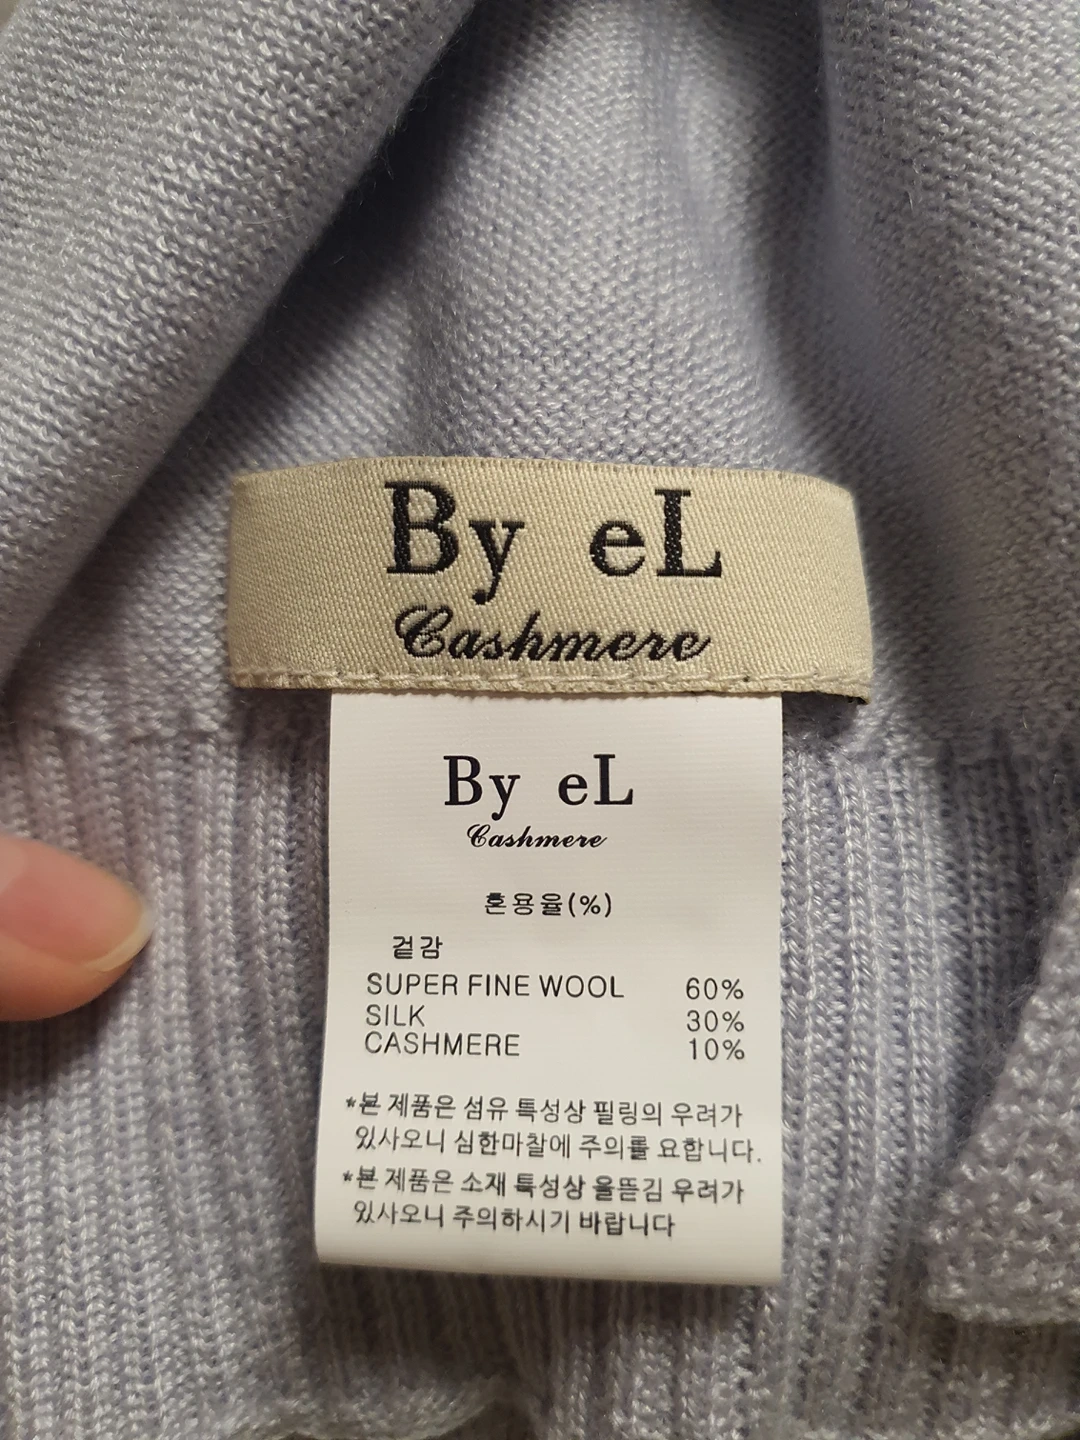 By eL
Cashmere
By eL
Cashmere
혼용율(%)
겉감
SUPER FINE WOOL 60%
SILK 30%
CASHMERE 10%
*본 제품은 섬유 특성상 필링의 우려가
있사오니 심한마찰에 주의를 요합니다.
*본 제품은 소재 특성상 올뜯김 우려가
있사오니 주의하시기 바랍니다